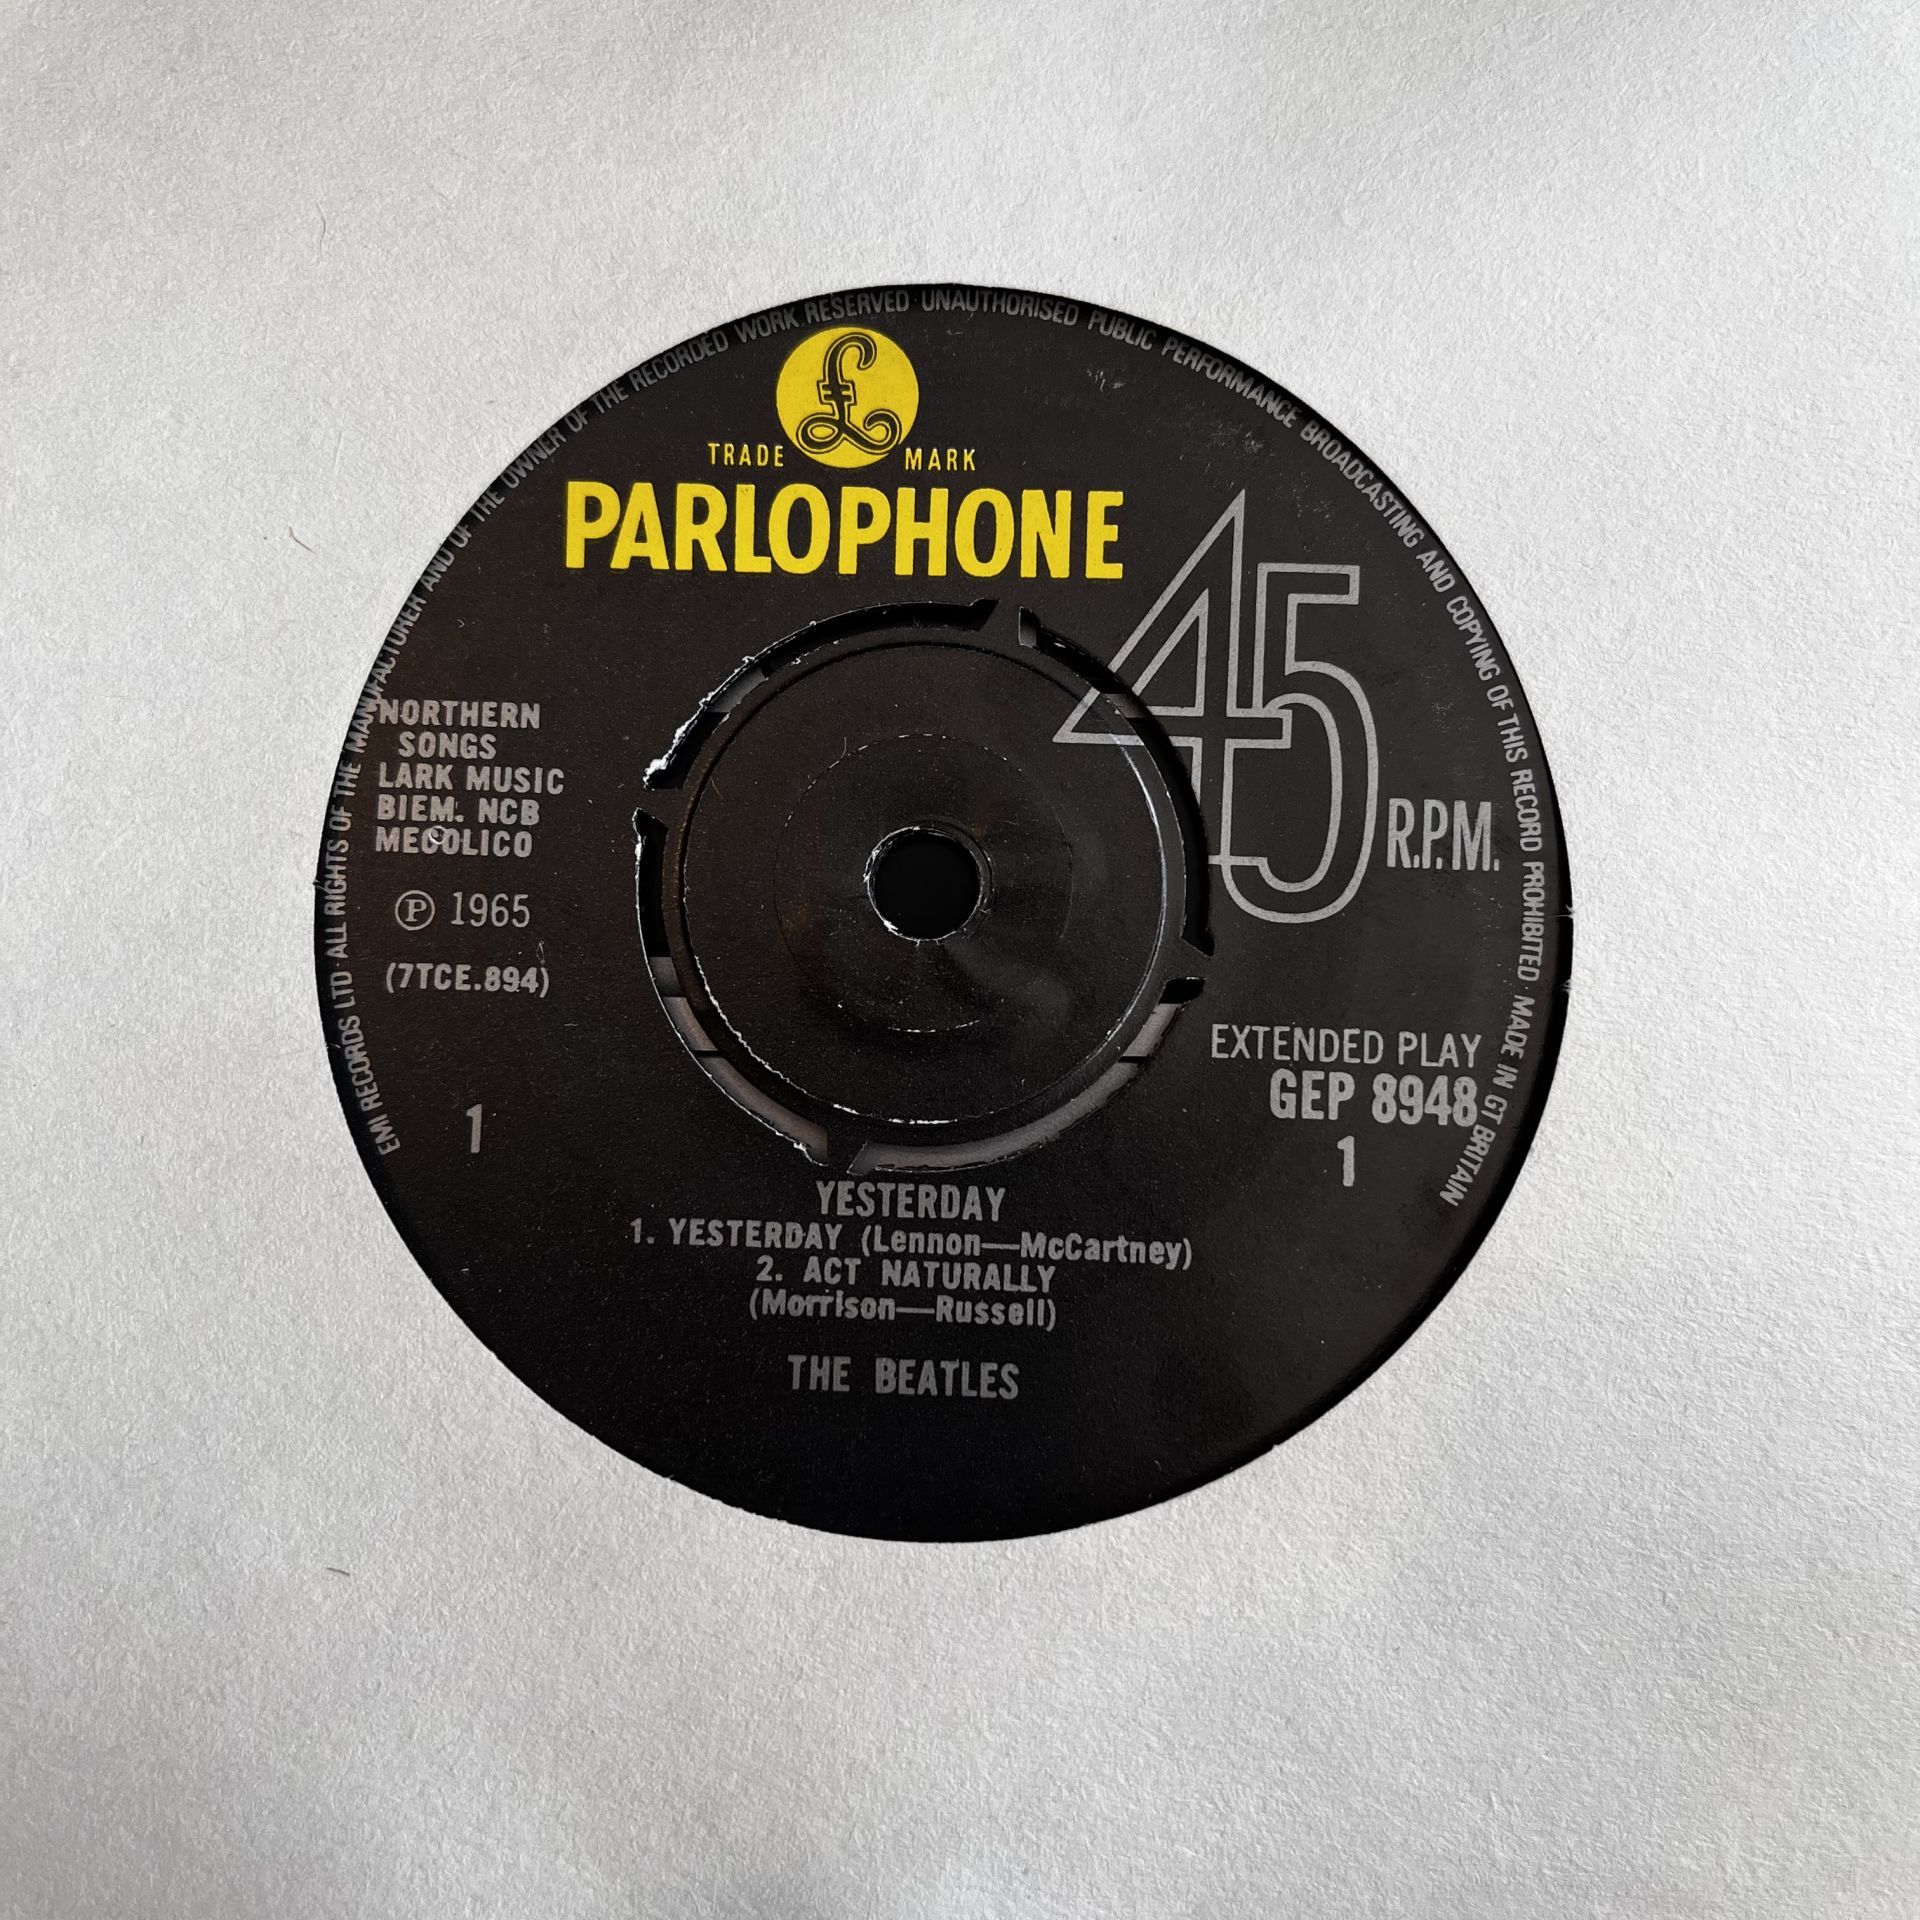 EMI RECORDS LTD ·ALL RIGHTS OF THE MANUFACTURER AND OF THE OWNER OF THE RECORDED WORK RESERVED UNAUTHORISED PUBLIC PERFORMANCE BROADCASTING AND COPYING OF THIS RECORD PROHIBITED · MADE IN GT BRITAIN
£
TRADE MARK
PARLOPHONE
45 R.P.M.
NORTHERN
SONGS
LARK MUSIC
BIEM. NCB
MECOLICO
Ⓟ 1965
(7TCE.894)
1
EXTENDED PLAY
GEP 8948
1
YESTERDAY
1. YESTERDAY (Lennon—McCartney)
2. ACT NATURALLY
(Morrison—Russell)
THE BEATLES